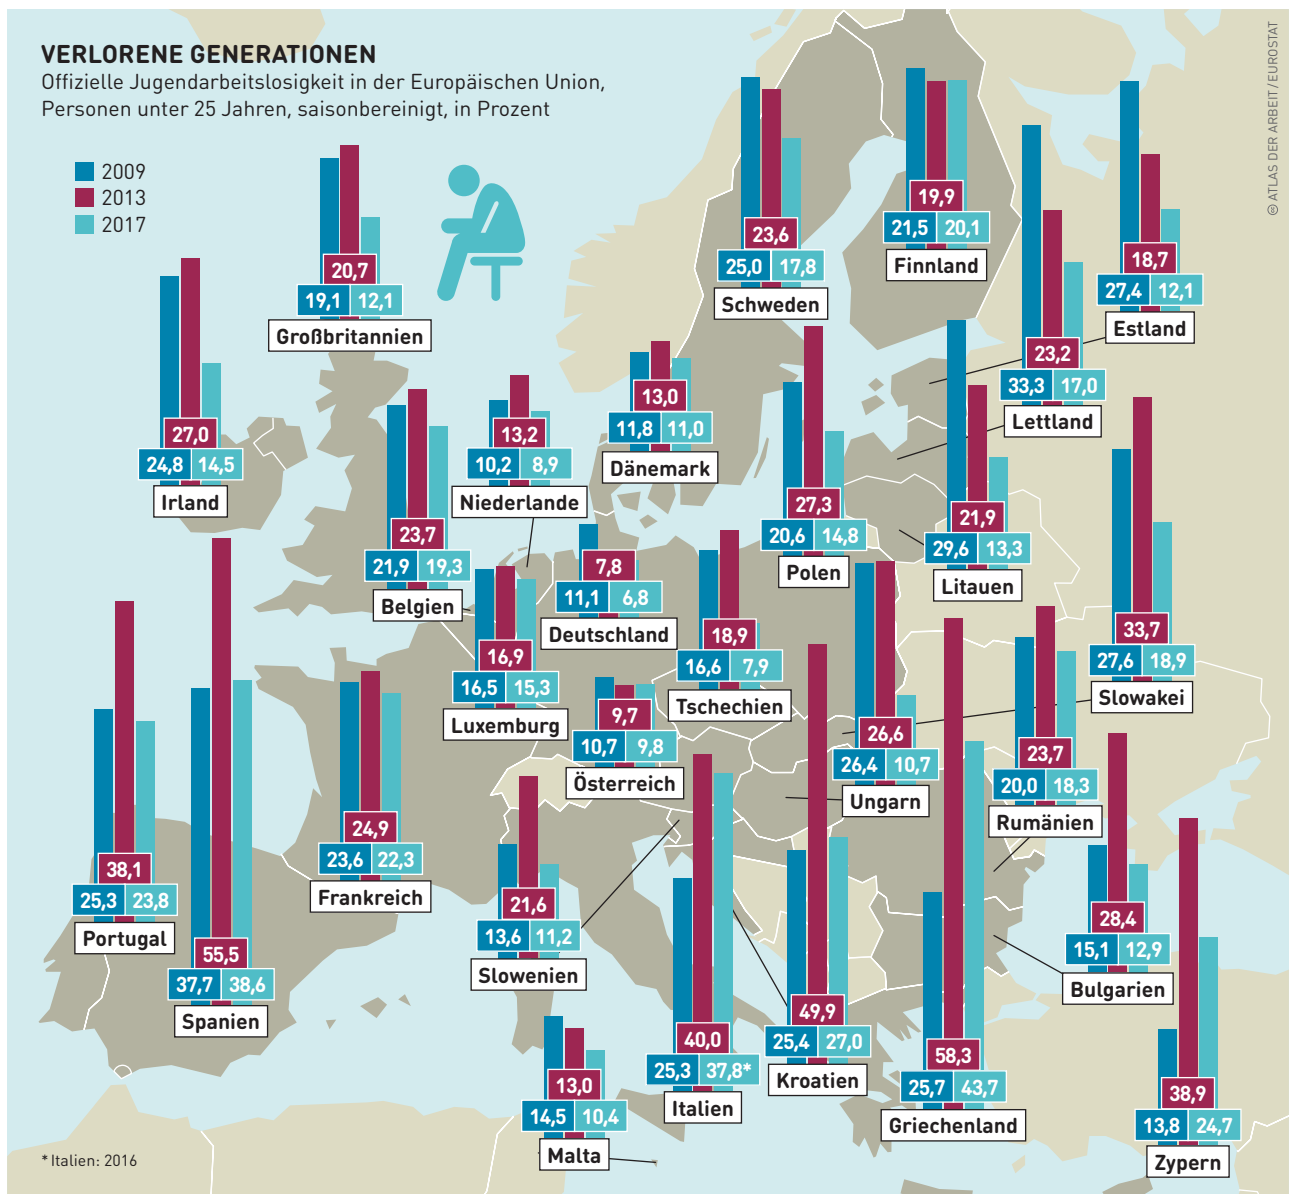 VERLORENE GENERATIONEN
Offizielle Jugendarbeitslosigkeit in der Europäischen Union,
Personen unter 25 Jahren, saisonbereinigt, in Prozent
2009
2013
2017
© ATLAS DER ARBEIT / EUROSTAT
20,7
19,1 12,1
Großbritannien
23,6
25,0 17,8
Schweden
19,9
21,5 20,1
Finnland
18,7
27,4 12,1
Estland
23,2
33,3 17,0
Lettland
27,0
24,8 14,5
Irland
13,2
10,2 8,9
Niederlande
13,0
11,8 11,0
Dänemark
27,3
20,6 14,8
Polen
21,9
29,6 13,3
Litauen
23,7
21,9 19,3
Belgien
7,8
11,1 6,8
Deutschland
16,9
16,5 15,3
Luxemburg
18,9
16,6 7,9
Tschechien
33,7
27,6 18,9
Slowakei
9,7
10,7 9,8
Österreich
26,6
26,4 10,7
Ungarn
23,7
20,0 18,3
Rumänien
24,9
23,6 22,3
Frankreich
38,1
25,3 23,8
Portugal
55,5
37,7 38,6
Spanien
21,6
13,6 11,2
Slowenien
28,4
15,1 12,9
Bulgarien
40,0
25,3 37,8*
Italien
49,9
25,4 27,0
Kroatien
58,3
25,7 43,7
Griechenland
13,0
14,5 10,4
Malta
38,9
13,8 24,7
Zypern
* Italien: 2016